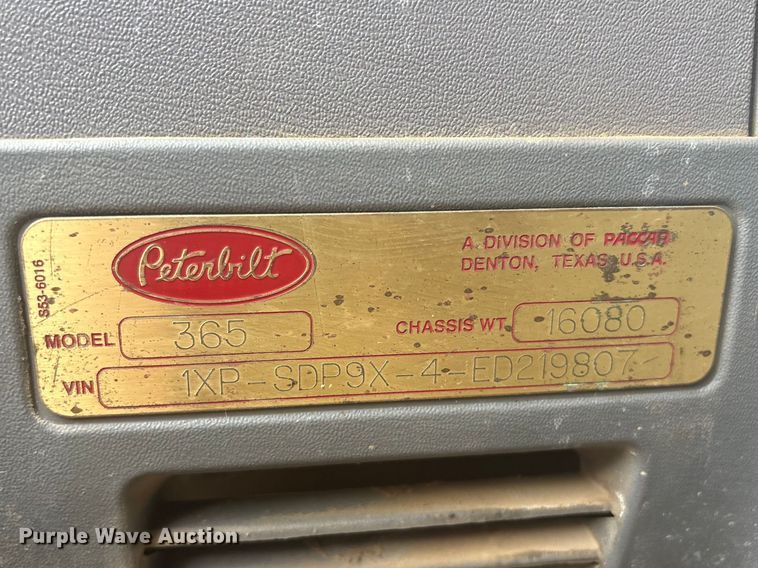 S53-6016
Peterbilt
A DIVISION OF PACCAR
DENTON, TEXAS U.S.A.
MODEL 365 CHASSIS WT. 16080
VIN 1XP-SDP9X-4-ED219807
Purple Wave Auction